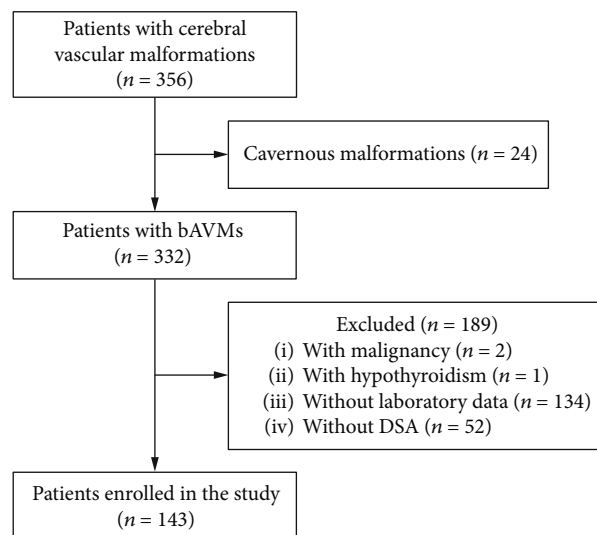 Patients with cerebral
vascular malformations
(n = 356)
Cavernous malformations (n = 24)
Patients with bAVMs
(n = 332)
Excluded (n = 189)
(i) With malignancy (n = 2)
(ii) With hypothyroidism (n = 1)
(iii) Without laboratory data (n = 134)
(iv) Without DSA (n = 52)
Patients enrolled in the study
(n = 143)